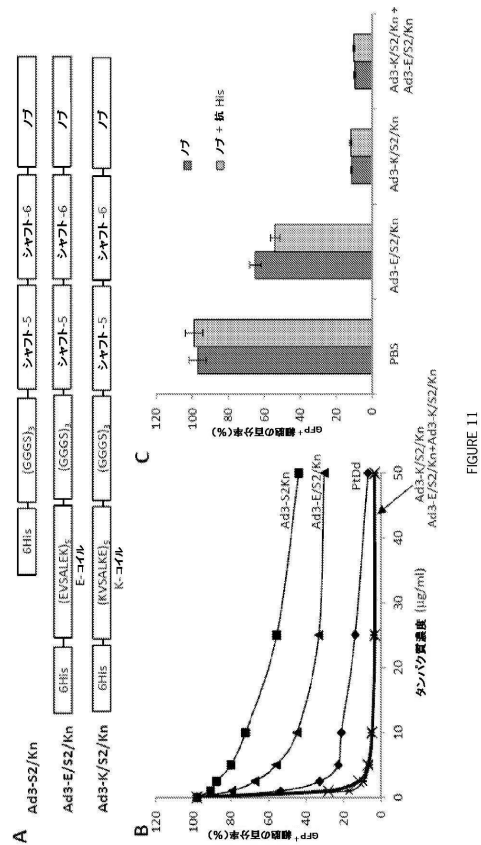 A
Ad3-S2/Kn
6His
(GGGS)3
シャフト-5
シャフト-6
ノブ
Ad3-E/S2/Kn
6His
(EVSALEK)5
(GGGS)3
シャフト-5
シャフト-6
ノブ
E-コイル
Ad3-K/S2/Kn
6His
(KVSALKE)5
(GGGS)3
シャフト-5
シャフト-6
ノブ
K-コイル
B
GFP+ 細胞の百分率(%)
120
100
80
60
40
20
0
0
10
20
30
40
50
タンパク質濃度 (µg/ml)
Ad3-S2Kn
Ad3-E/S2/Kn
PtDd
Ad3-K/S2/Kn
Ad3-E/S2/Kn+Ad3-K/S2/Kn
C
GFP+ 細胞の百分率(%)
120
100
80
60
40
20
0
ノブ
ノブ + 抗 His
PBS
Ad3-E/S2/Kn
Ad3-K/S2/Kn
Ad3-K/S2/Kn +
Ad3-E/S2/Kn
FIGURE 11